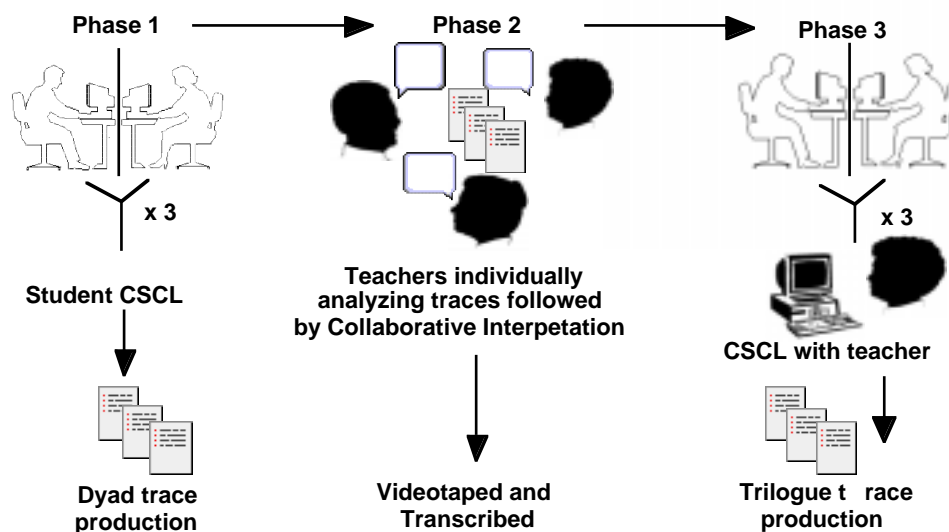 Phase 1
Phase 2
Phase 3
x 3
x 3
Student CSCL
Teachers individually
analyzing traces followed
by Collaborative Interpetation
CSCL with teacher
Dyad trace
production
Videotaped and
Transcribed
Trilogue t race
production